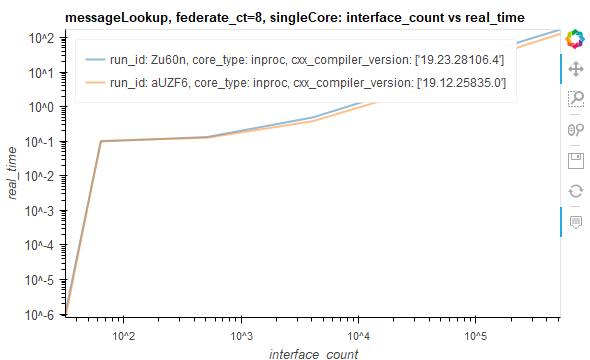 messageLookup, federate_ct=8, singleCore: interface_count vs real_time
run_id: Zu60n, core_type: inproc, cxx_compiler_version: ['19.23.28106.4']
run_id: aUZF6, core_type: inproc, cxx_compiler_version: ['19.12.25835.0']
10^2
10^1
10^0
10^-1
10^-2
10^-3
10^-4
10^-5
10^-6
real_time
10^2
10^3
10^4
10^5
interface_count